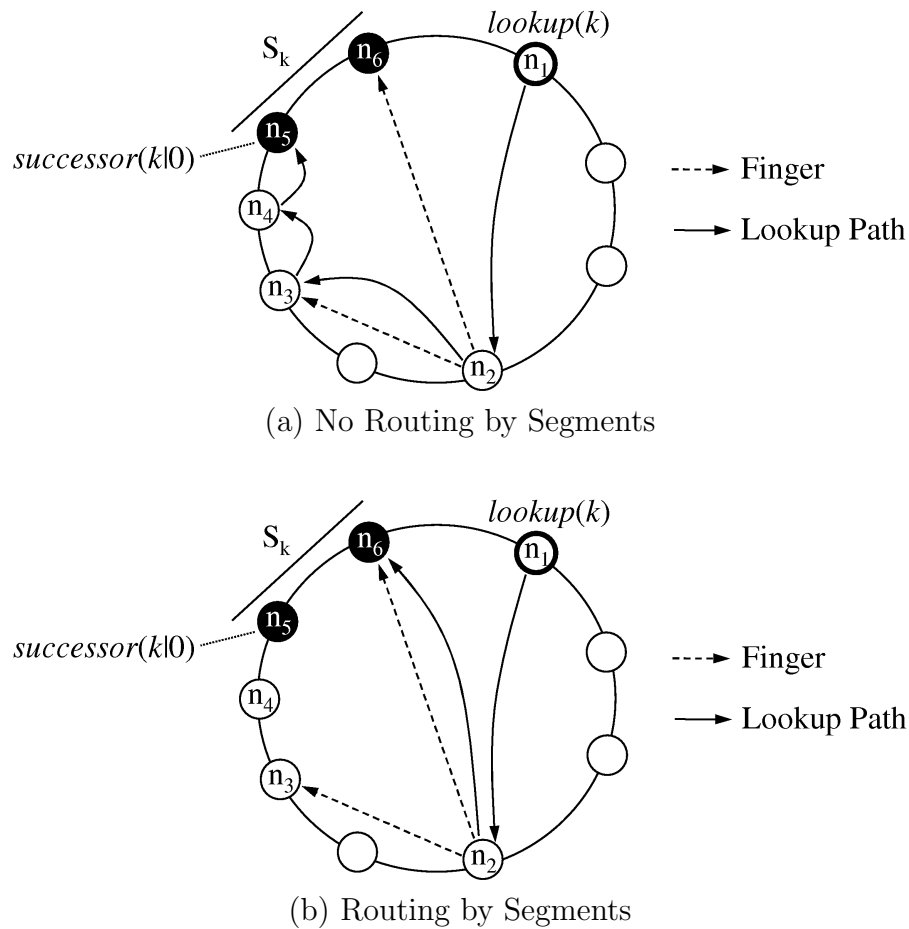 lookup(k)
S_k
n_6
n_1
n_5
successor(k|0)
Finger
n_4
Lookup Path
n_3
n_2
(a) No Routing by Segments
lookup(k)
S_k
n_6
n_1
n_5
successor(k|0)
Finger
n_4
Lookup Path
n_3
n_2
(b) Routing by Segments